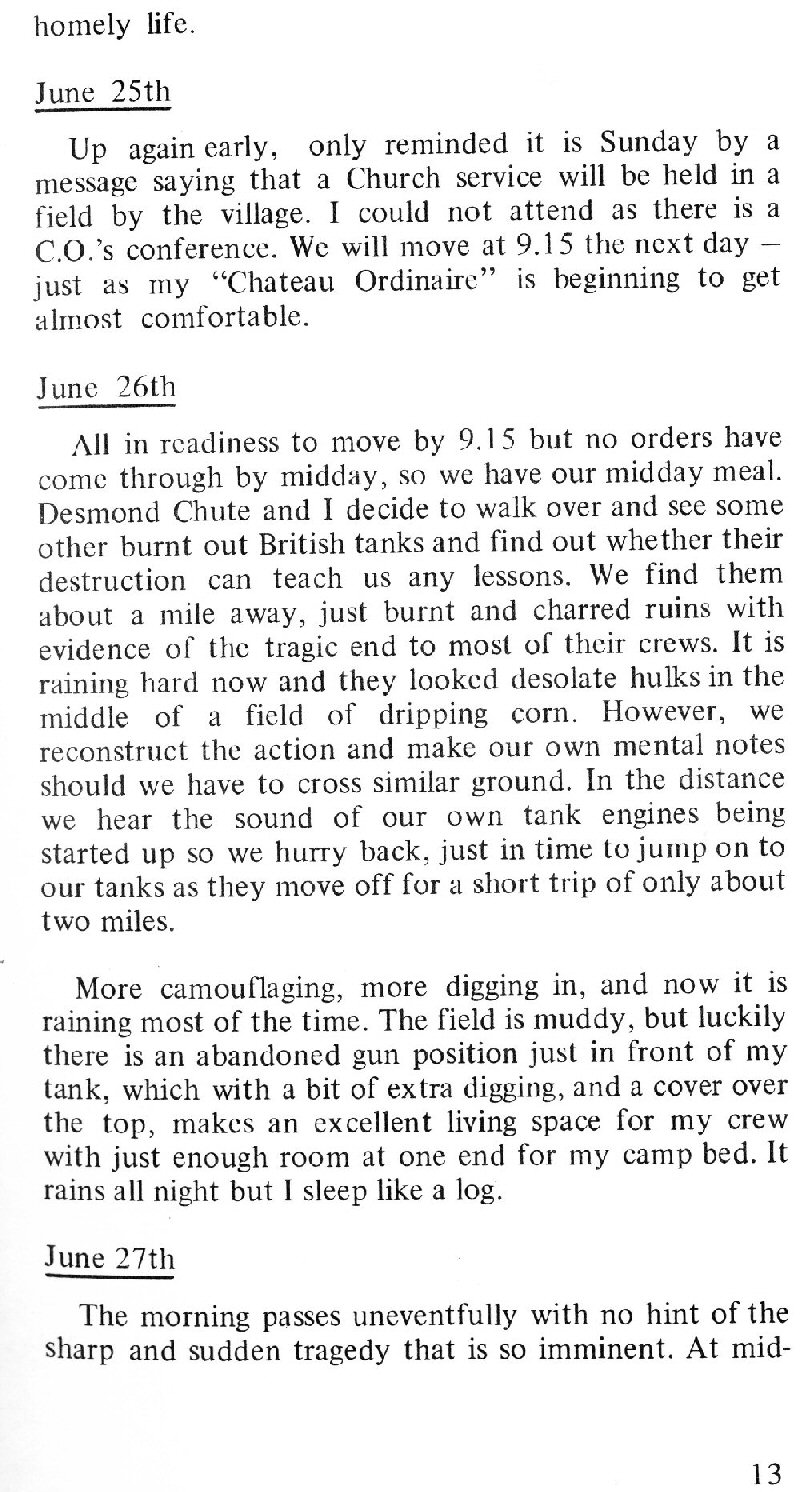 homely life.
June 25th
Up again early, only reminded it is Sunday by a
message saying that a Church service will be held in a
field by the village. I could not attend as there is a
C.O.'s conference. We will move at 9.15 the next day –
just as my “Chateau Ordinaire” is beginning to get
almost comfortable.
June 26th
All in readiness to move by 9.15 but no orders have
come through by midday, so we have our midday meal.
Desmond Chute and I decide to walk over and see some
other burnt out British tanks and find out whether their
destruction can teach us any lessons. We find them
about a mile away, just burnt and charred ruins with
evidence of the tragic end to most of their crews. It is
raining hard now and they looked desolate hulks in the
middle of a field of dripping corn. However, we
reconstruct the action and make our own mental notes
should we have to cross similar ground. In the distance
we hear the sound of our own tank engines being
started up so we hurry back, just in time to jump on to
our tanks as they move off for a short trip of only about
two miles.
More camouflaging, more digging in, and now it is
raining most of the time. The field is muddy, but luckily
there is an abandoned gun position just in front of my
tank, which with a bit of extra digging, and a cover over
the top, makes an excellent living space for my crew
with just enough room at one end for my camp bed. It
rains all night but I sleep like a log.
June 27th
The morning passes uneventfully with no hint of the
sharp and sudden tragedy that is so imminent. At mid-
13